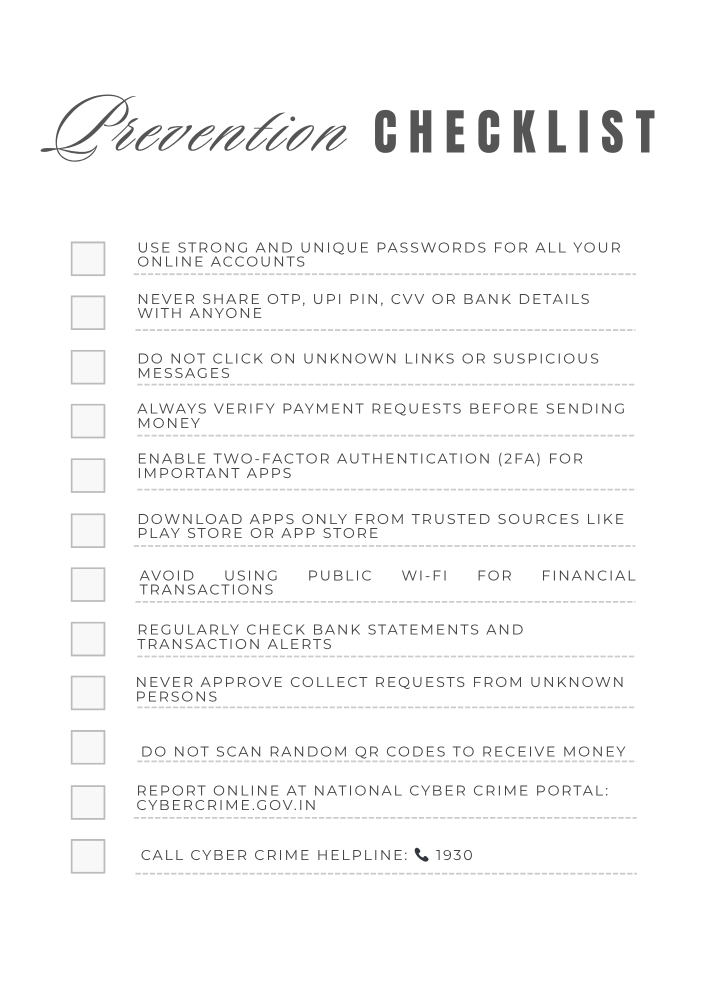 Prevention CHECKLIST
USE STRONG AND UNIQUE PASSWORDS FOR ALL YOUR
ONLINE ACCOUNTS
NEVER SHARE OTP, UPI PIN, CVV OR BANK DETAILS
WITH ANYONE
DO NOT CLICK ON UNKNOWN LINKS OR SUSPICIOUS
MESSAGES
ALWAYS VERIFY PAYMENT REQUESTS BEFORE SENDING
MONEY
ENABLE TWO-FACTOR AUTHENTICATION (2FA) FOR
IMPORTANT APPS
DOWNLOAD APPS ONLY FROM TRUSTED SOURCES LIKE
PLAY STORE OR APP STORE
AVOID USING PUBLIC WI-FI FOR FINANCIAL
TRANSACTIONS
REGULARLY CHECK BANK STATEMENTS AND
TRANSACTION ALERTS
NEVER APPROVE COLLECT REQUESTS FROM UNKNOWN
PERSONS
DO NOT SCAN RANDOM QR CODES TO RECEIVE MONEY
REPORT ONLINE AT NATIONAL CYBER CRIME PORTAL:
CYBERCRIME.GOV.IN
CALL CYBER CRIME HELPLINE: 📞 1930